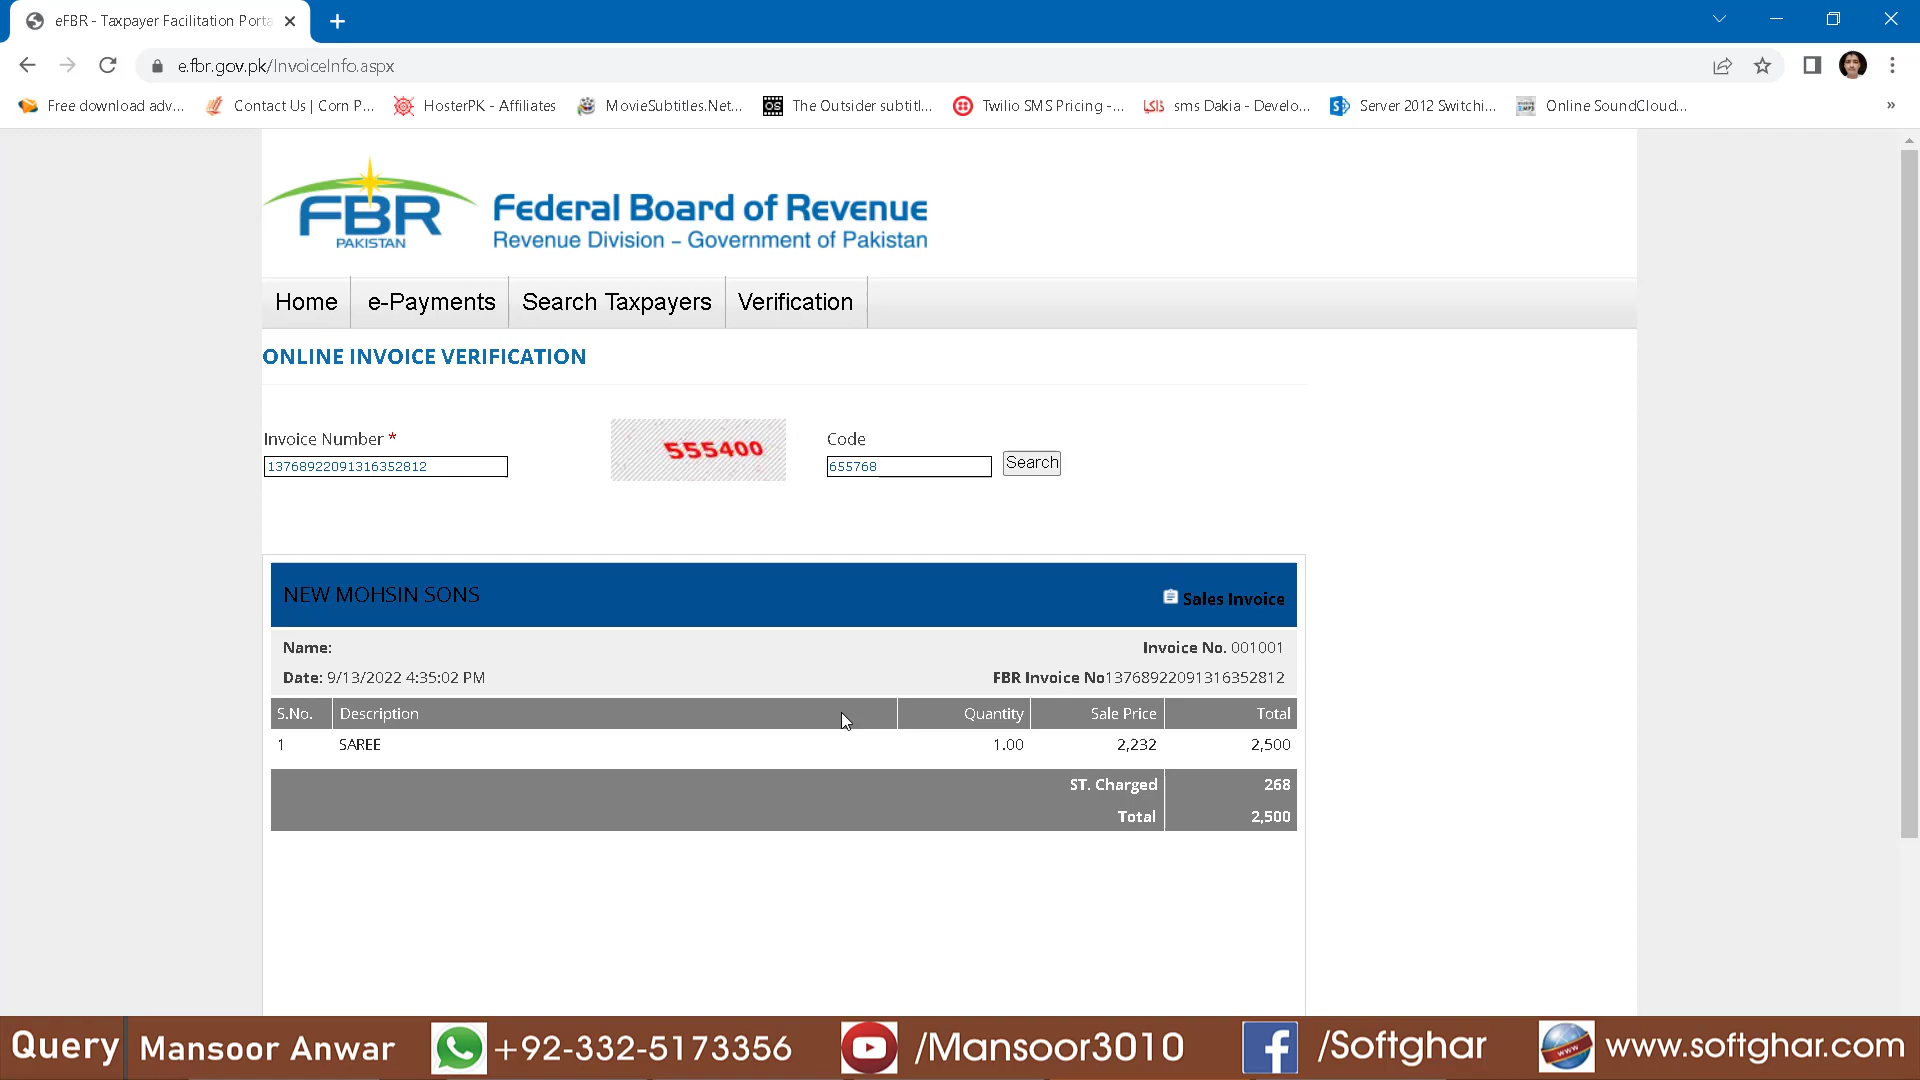 eFBR - Taxpayer Facilitation Porta
e.fbr.gov.pk/InvoiceInfo.aspx
Free download adv...
Contact Us | Corn P...
HosterPK - Affiliates
MovieSubtitles.Net...
The Outsider subtitl...
Twilio SMS Pricing -...
sms Dakia - Develo...
Server 2012 Switchi...
Online SoundCloud...
»
FBR
PAKISTAN
Federal Board of Revenue
Revenue Division – Government of Pakistan
Home e-Payments Search Taxpayers Verification
ONLINE INVOICE VERIFICATION
Invoice Number *
13768922091316352812
555400
Code
655768
Search
NEW MOHSIN SONS
Sales Invoice
Name:
Invoice No. 001001
Date: 9/13/2022 4:35:02 PM
FBR Invoice No13768922091316352812
S.No. Description Quantity Sale Price Total
1 SAREE 1.00 2,232 2,500
ST. Charged 268
Total 2,500
Query Mansoor Anwar +92-332-5173356 /Mansoor3010 /Softghar www.softghar.com